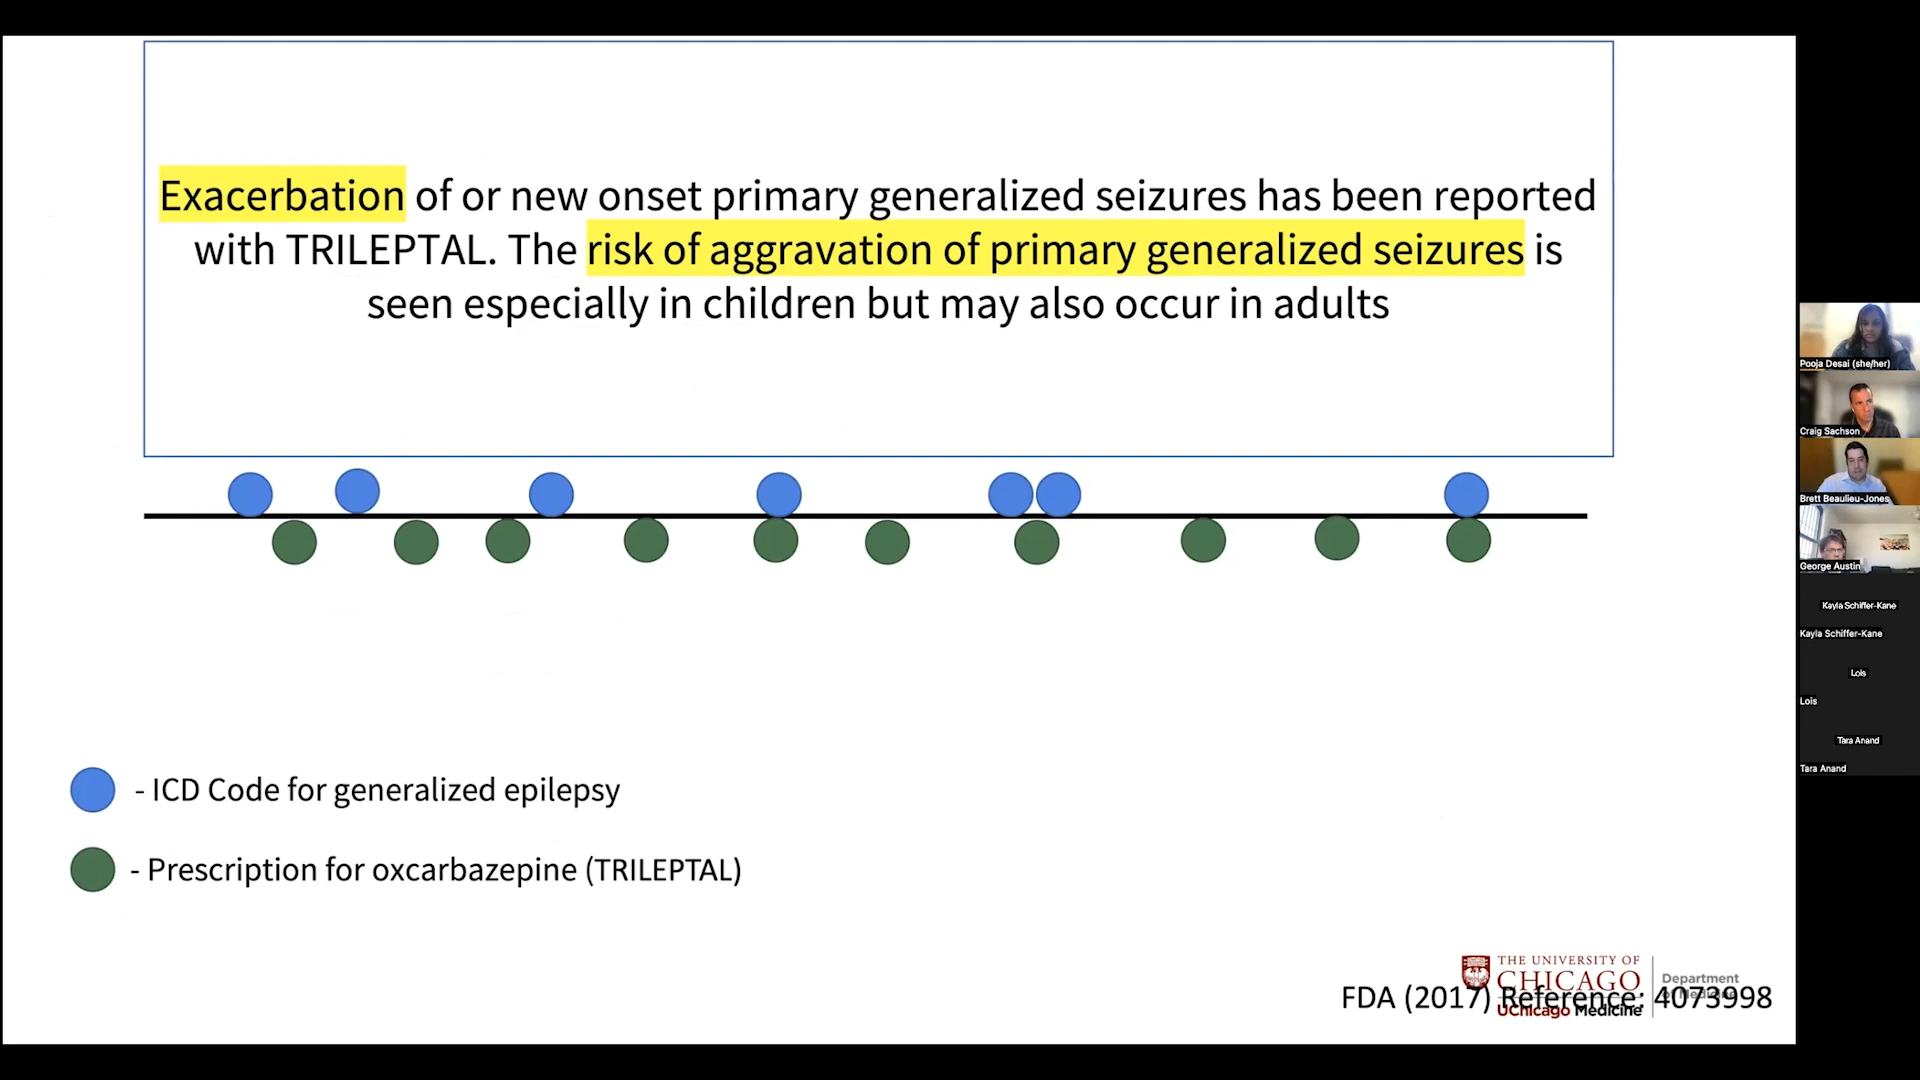 Exacerbation of or new onset primary generalized seizures has been reported
with TRILEPTAL. The risk of aggravation of primary generalized seizures is
seen especially in children but may also occur in adults
- ICD Code for generalized epilepsy
- Prescription for oxcarbazepine (TRILEPTAL)
THE UNIVERSITY OF
CHICAGO
UChicago Medicine
Department
of Medicine
FDA (2017) Reference: 4073998
Pooja Desai (she/her)
Craig Sachson
Brett Beaulieu-Jones
George Austin
Kayla Schiffer-Kane
Kayla Schiffer-Kane
Lois
Lois
Tara Anand
Tara Anand